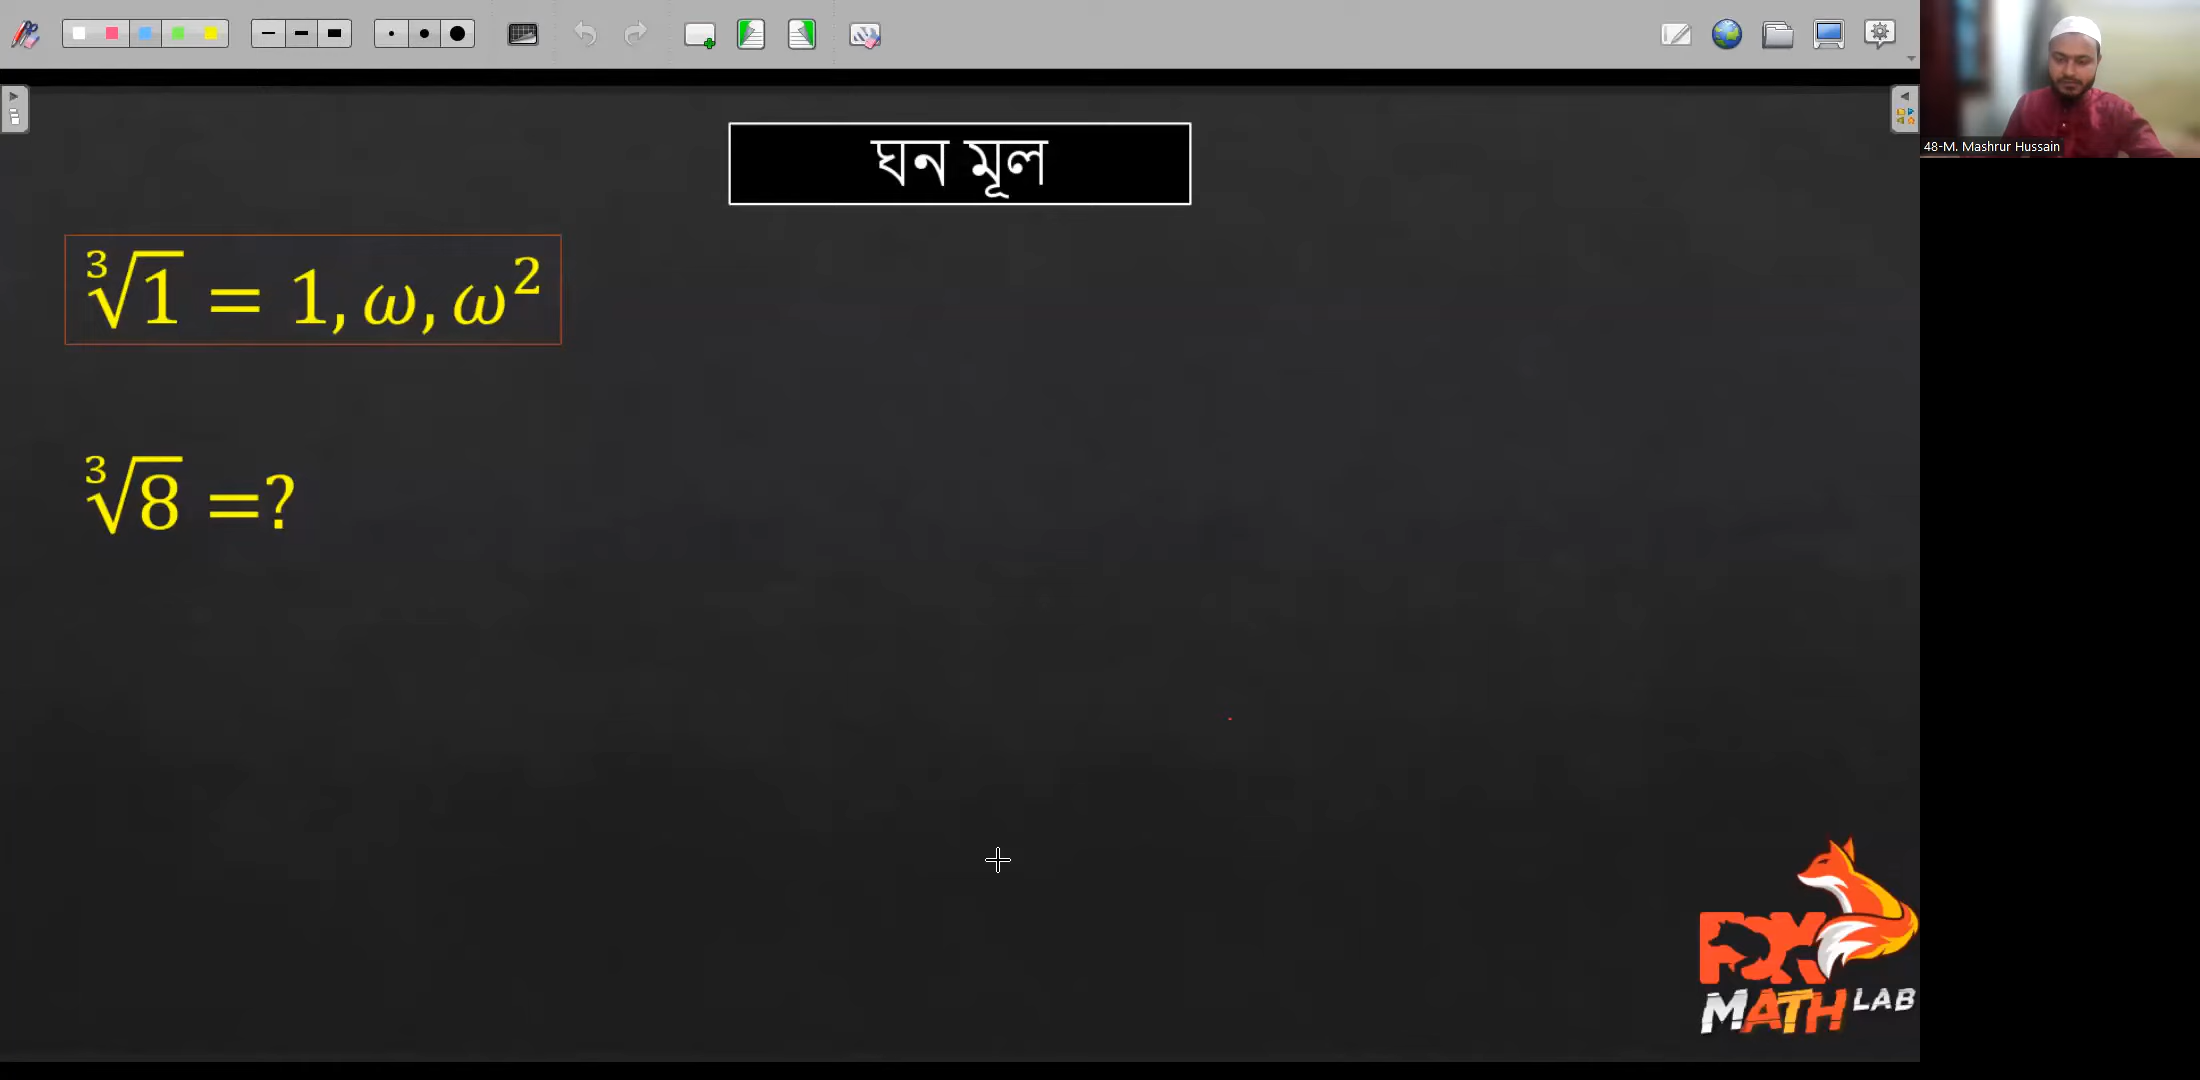 48-M. Mashrur Hussain
ঘন মূল
∛1 = 1, ω, ω²
∛8 =?
FOX
MATH LAB